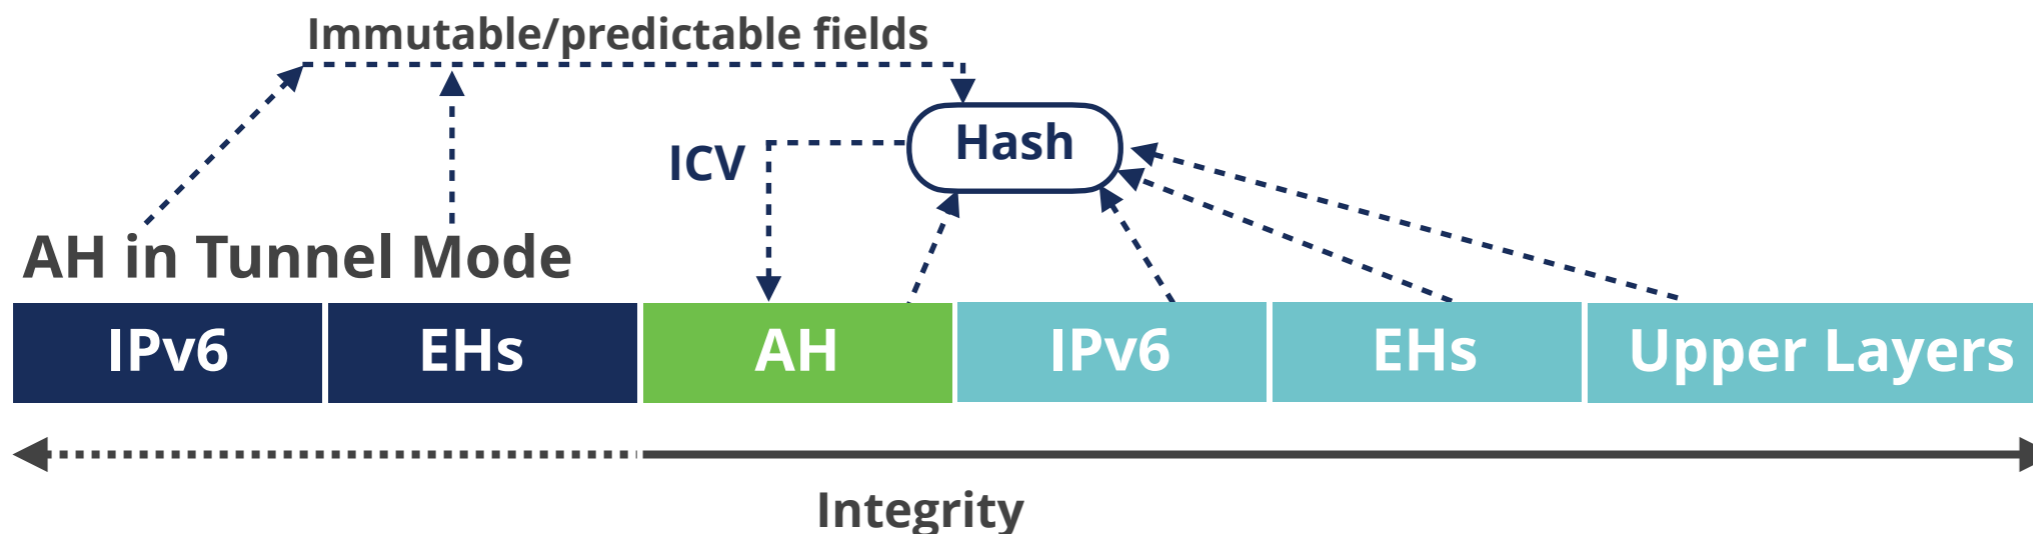 Immutable/predictable fields
Hash
ICV
AH in Tunnel Mode
IPv6 EHs AH IPv6 EHs Upper Layers
Integrity